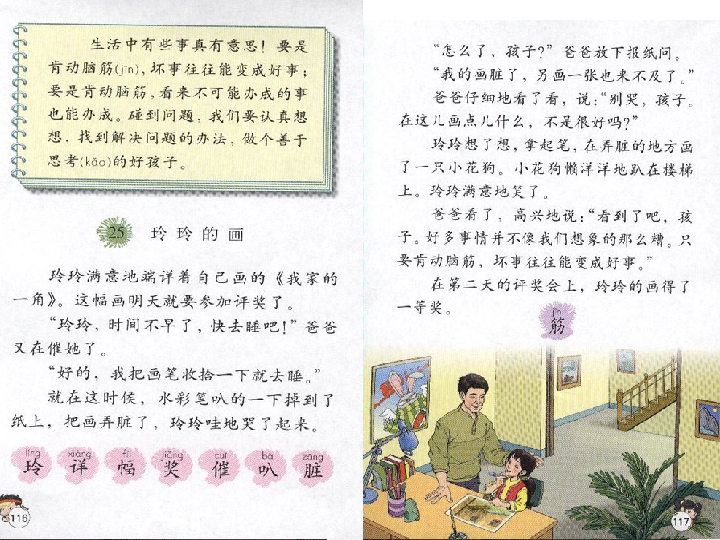 生活中有些事真有意思！要是
肯动脑筋(jīn)，坏事往往能变成好事；
要是肯动脑筋，看来不可能办成的事
也能办成。碰到问题，我们要认真想
想，找到解决问题的办法，做个善于
思考(kǎo)的好孩子。
25 玲玲的画
玲玲满意地端详着自己画的《我家的
一角》。这幅画明天就要参加评奖了。
“玲玲，时间不早了，快去睡吧！”爸爸
又在催她了。
“好的，我把画笔收拾一下就去睡。”
就在这时候，水彩笔叭的一下掉到了
纸上，把画弄脏了，玲玲哇地哭了起来。
líng xiáng fú jiǎng cuī bā zāng
玲 详 幅 奖 催 叭 脏
116
“怎么了，孩子？”爸爸放下报纸问。
“我的画脏了，另画一张也来不及了。”
爸爸仔细地看了看，说：“别哭，孩子。
在这儿画点儿什么，不是很好吗？”
玲玲想了想，拿起笔，在弄脏的地方画
了一只小花狗。小花狗懒洋洋地趴在楼梯
上。玲玲满意地笑了。
爸爸看了，高兴地说：“看到了吧，孩
子。好多事情并不像我们想象的那么糟。只
要肯动脑筋，坏事往往能变成好事。”
在第二天的评奖会上，玲玲的画得了
一等奖。
jīn
筋
117